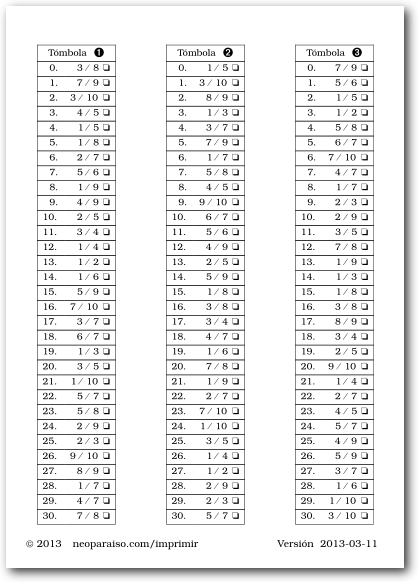 Tómbola ❶ Tómbola ❷ Tómbola ❸
0. 3 / 8 ❏ 0. 1 / 5 ❏ 0. 7 / 9 ❏
1. 7 / 9 ❏ 1. 3 / 10 ❏ 1. 5 / 6 ❏
2. 3 / 10 ❏ 2. 8 / 9 ❏ 2. 1 / 5 ❏
3. 4 / 5 ❏ 3. 1 / 3 ❏ 3. 1 / 2 ❏
4. 1 / 5 ❏ 4. 3 / 7 ❏ 4. 5 / 8 ❏
5. 1 / 8 ❏ 5. 7 / 9 ❏ 5. 6 / 7 ❏
6. 2 / 7 ❏ 6. 1 / 7 ❏ 6. 7 / 10 ❏
7. 5 / 6 ❏ 7. 5 / 8 ❏ 7. 4 / 7 ❏
8. 1 / 9 ❏ 8. 4 / 5 ❏ 8. 1 / 7 ❏
9. 4 / 9 ❏ 9. 9 / 10 ❏ 9. 2 / 3 ❏
10. 2 / 5 ❏ 10. 6 / 7 ❏ 10. 2 / 9 ❏
11. 3 / 4 ❏ 11. 5 / 6 ❏ 11. 3 / 5 ❏
12. 1 / 4 ❏ 12. 4 / 9 ❏ 12. 7 / 8 ❏
13. 1 / 2 ❏ 13. 2 / 5 ❏ 13. 1 / 9 ❏
14. 1 / 6 ❏ 14. 5 / 9 ❏ 14. 1 / 3 ❏
15. 5 / 9 ❏ 15. 1 / 8 ❏ 15. 1 / 8 ❏
16. 7 / 10 ❏ 16. 3 / 8 ❏ 16. 3 / 8 ❏
17. 3 / 7 ❏ 17. 3 / 4 ❏ 17. 8 / 9 ❏
18. 6 / 7 ❏ 18. 4 / 7 ❏ 18. 3 / 4 ❏
19. 1 / 3 ❏ 19. 1 / 6 ❏ 19. 2 / 5 ❏
20. 3 / 5 ❏ 20. 7 / 8 ❏ 20. 9 / 10 ❏
21. 1 / 10 ❏ 21. 1 / 9 ❏ 21. 1 / 4 ❏
22. 5 / 7 ❏ 22. 2 / 7 ❏ 22. 2 / 7 ❏
23. 5 / 8 ❏ 23. 7 / 10 ❏ 23. 4 / 5 ❏
24. 2 / 9 ❏ 24. 1 / 10 ❏ 24. 5 / 7 ❏
25. 2 / 3 ❏ 25. 3 / 5 ❏ 25. 4 / 9 ❏
26. 9 / 10 ❏ 26. 1 / 4 ❏ 26. 5 / 9 ❏
27. 8 / 9 ❏ 27. 1 / 2 ❏ 27. 3 / 7 ❏
28. 1 / 7 ❏ 28. 2 / 9 ❏ 28. 1 / 6 ❏
29. 4 / 7 ❏ 29. 2 / 3 ❏ 29. 1 / 10 ❏
30. 7 / 8 ❏ 30. 5 / 7 ❏ 30. 3 / 10 ❏
© 2013 neoparaiso.com/imprimir Versión 2013-03-11